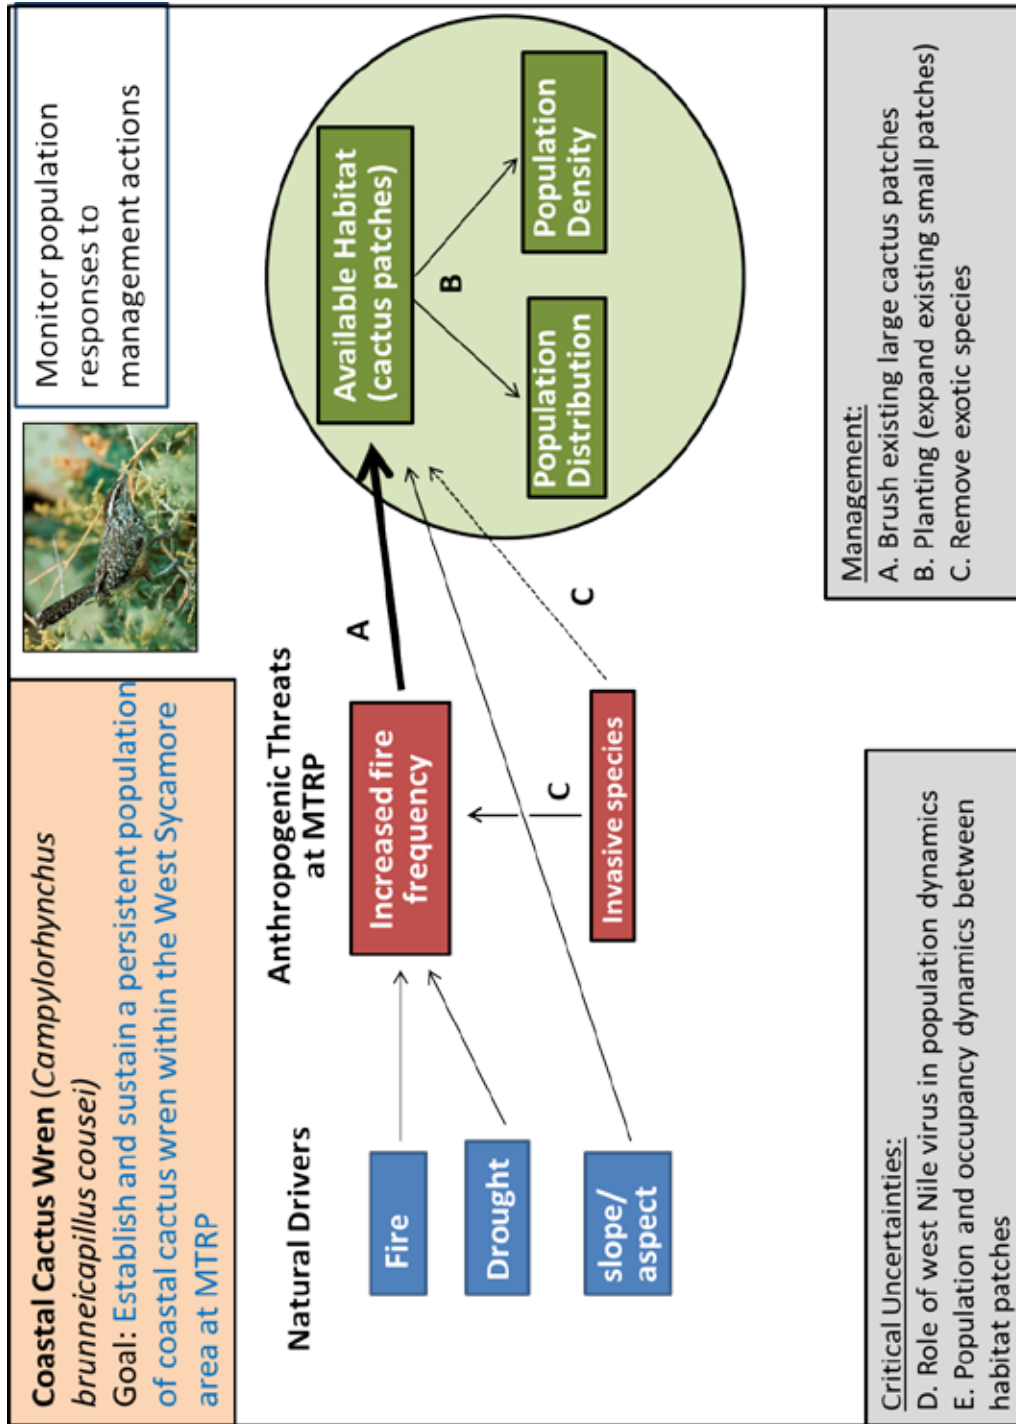 Coastal Cactus Wren (Campylorhynchus
brunneicapillus cousei)
Goal: Establish and sustain a persistent population
of coastal cactus wren within the West Sycamore
area at MTRP
Monitor population
responses to
management actions
Natural Drivers
Anthropogenic Threats
at MTRP
Fire
Drought
slope/
aspect
Increased fire
frequency
Invasive species
A
C
C
Available Habitat
(cactus patches)
B
Population
Distribution
Population
Density
Critical Uncertainties:
D. Role of west Nile virus in population dynamics
E. Population and occupancy dynamics between
habitat patches
Management:
A. Brush existing large cactus patches
B. Planting (expand existing small patches)
C. Remove exotic species